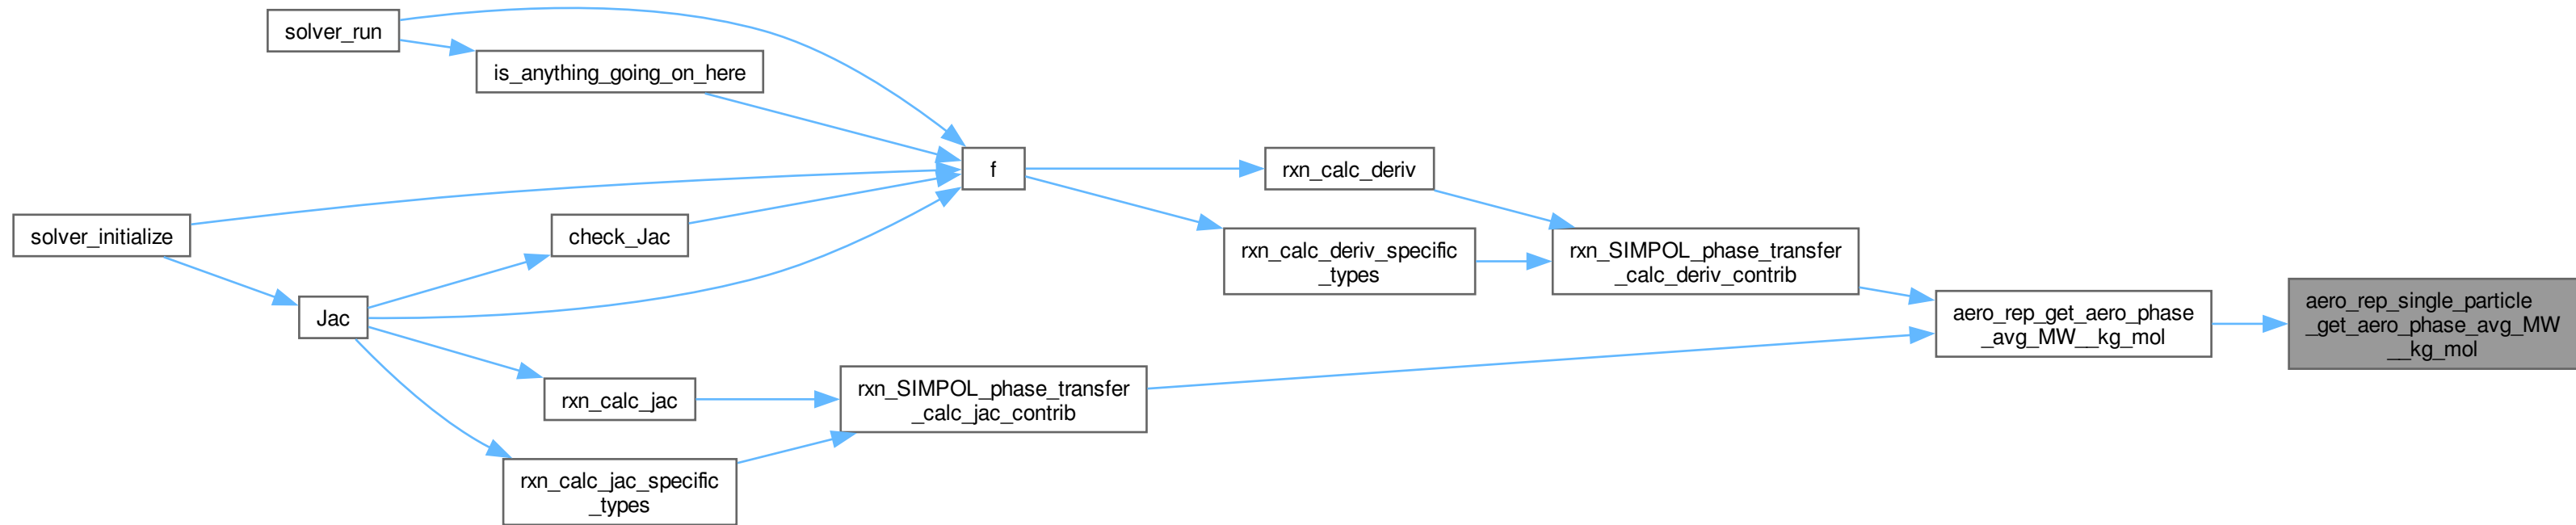 solver_run
is_anything_going_on_here
f
rxn_calc_deriv
solver_initialize
check_Jac
rxn_calc_deriv_specific
_types
rxn_SIMPOL_phase_transfer
_calc_deriv_contrib
Jac
aero_rep_get_aero_phase
_avg_MW__kg_mol
aero_rep_single_particle
_get_aero_phase_avg_MW
__kg_mol
rxn_calc_jac
rxn_SIMPOL_phase_transfer
_calc_jac_contrib
rxn_calc_jac_specific
_types